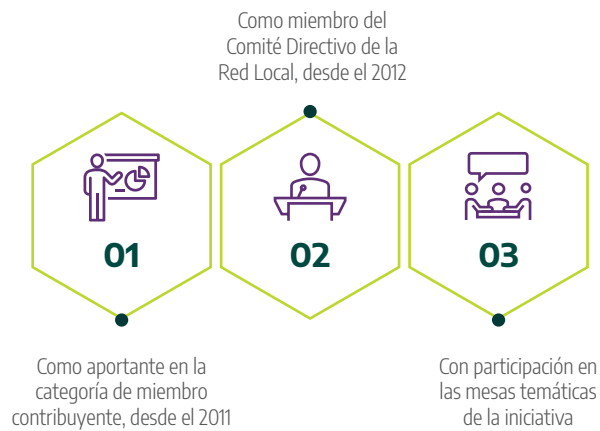 Como miembro del
Comité Directivo de la
Red Local, desde el 2012
01
02
03
Como aportante en la
categoría de miembro
contribuyente, desde el 2011
Con participación en
las mesas temáticas
de la iniciativa